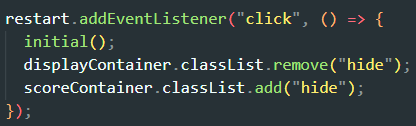 restart.addEventListener("click", () => {
  initial();
  displayContainer.classList.remove("hide");
  scoreContainer.classList.add("hide");
});